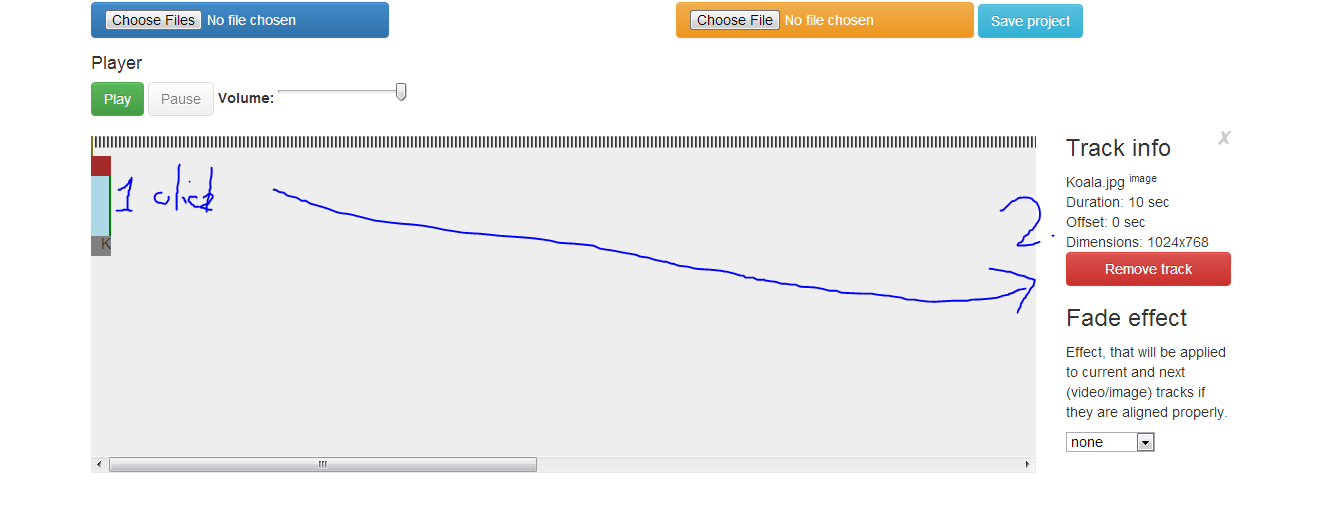 Choose Files No file chosen
Choose File No file chosen Save project
Player
Play Pause Volume:
Track info
Koala.jpg image
Duration: 10 sec
Offset: 0 sec
Dimensions: 1024x768
Remove track
Fade effect
Effect, that will be applied
to current and next
(video/image) tracks if
they are aligned properly.
none
K
1
2.